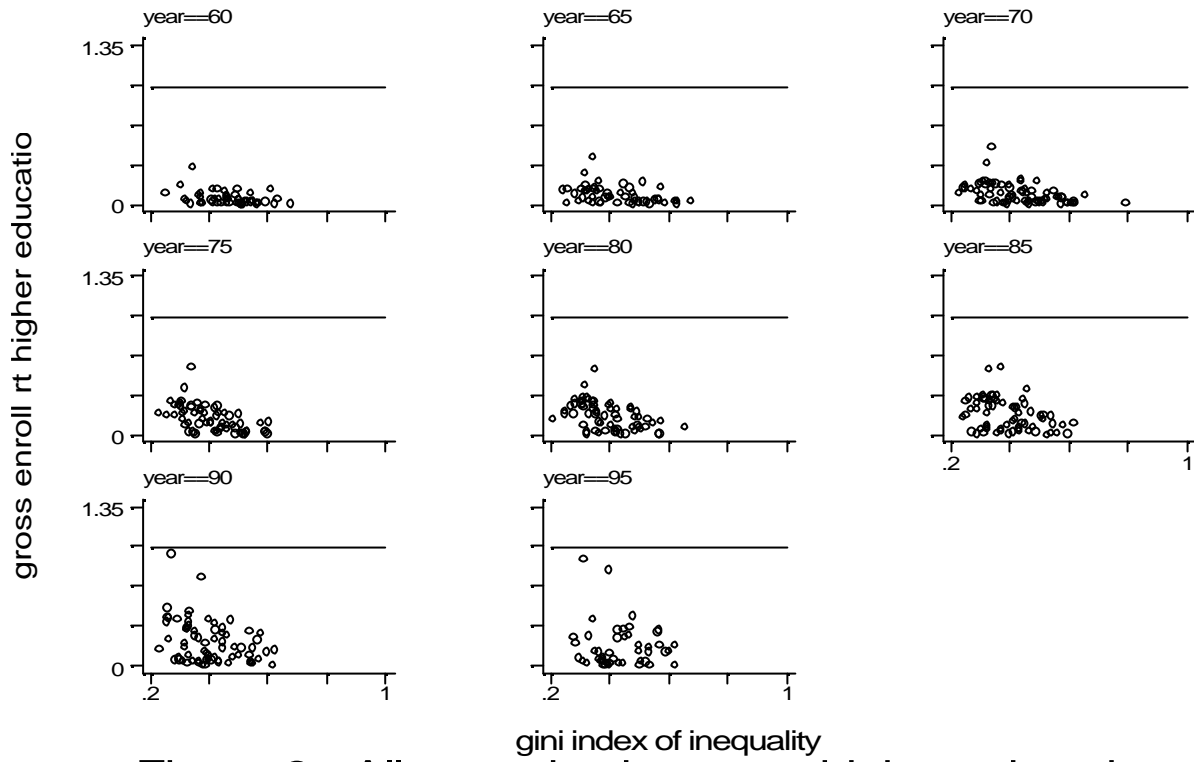 gross enroll rt higher educatio
year==60
year==65
year==70
1.35
0
year==75
year==80
year==85
1.35
0
.2
1
year==90
year==95
1.35
0
.2
1
.2
1
gini index of inequality